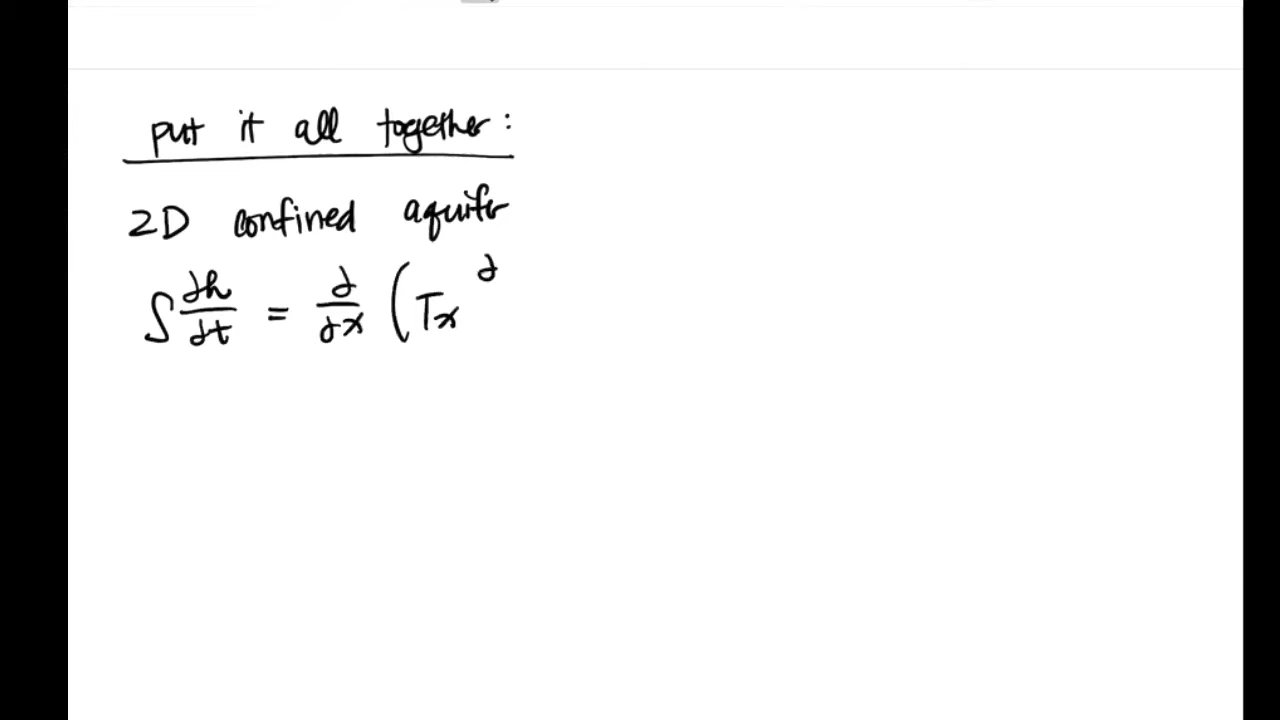 put it all together:
2D confined aquifer
S ∂h/∂t = ∂/∂x (Tx ∂